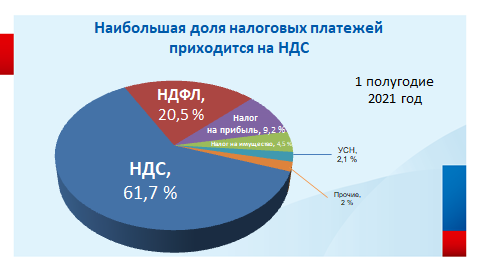 Наибольшая доля налоговых платежей
приходится на НДС
1 полугодие
2021 год
НДФЛ,
20,5 %
Налог
на прибыль, 9,2 %
Налог на имущество, 4,5 %
УСН,
2,1 %
НДС,
61,7 %
Прочие,
2 %